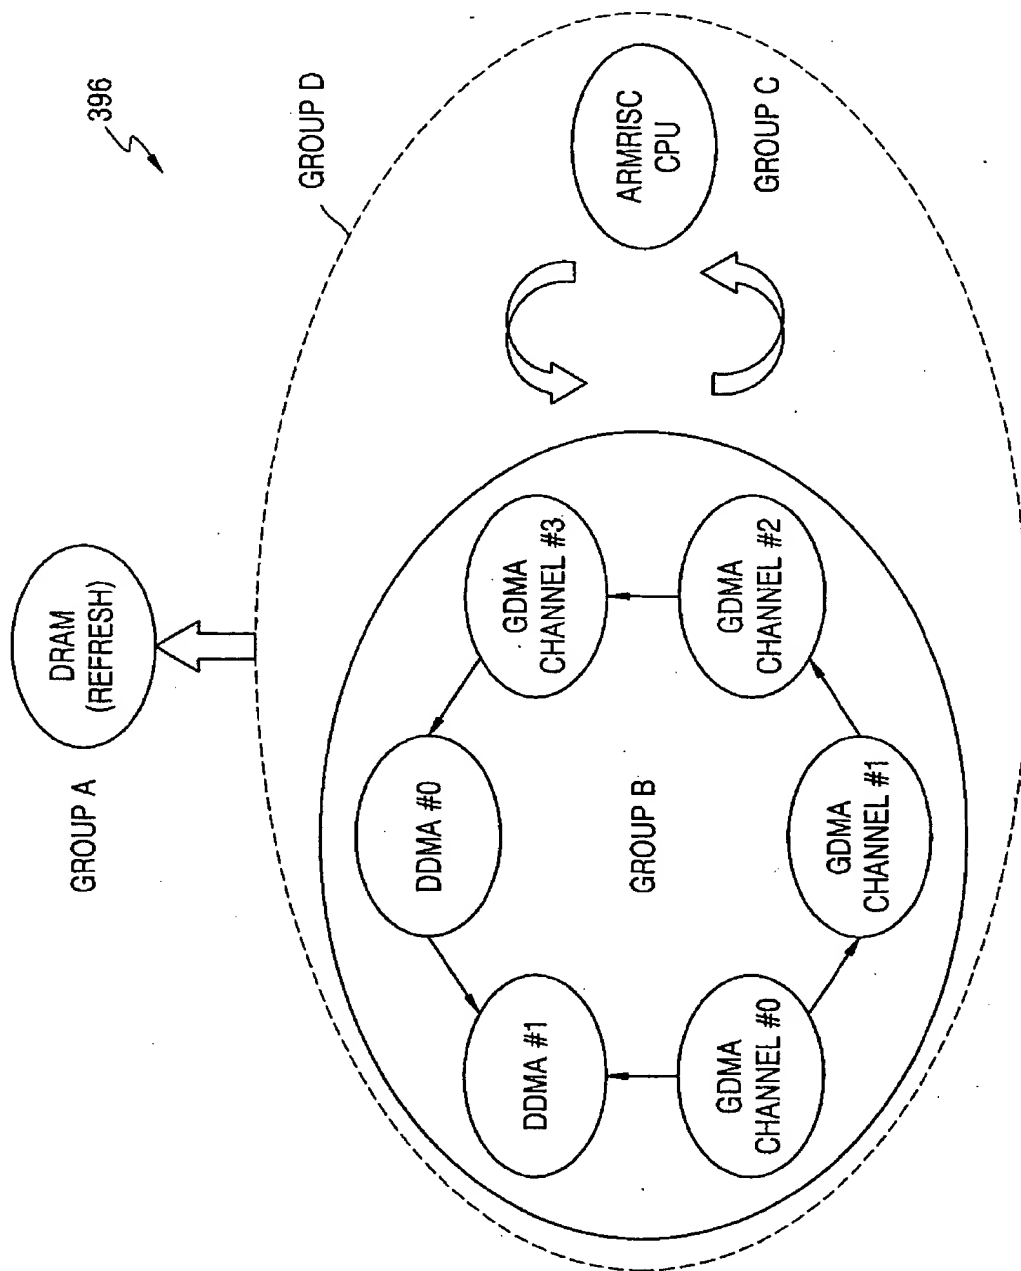 GROUP A
DRAM
(REFRESH)
396
GROUP D
DDMA #0
DDMA #1
GDMA
CHANNEL #3
GROUP B
ARMRISC
CPU
GDMA
CHANNEL #0
GDMA
CHANNEL #2
GROUP C
GDMA
CHANNEL #1